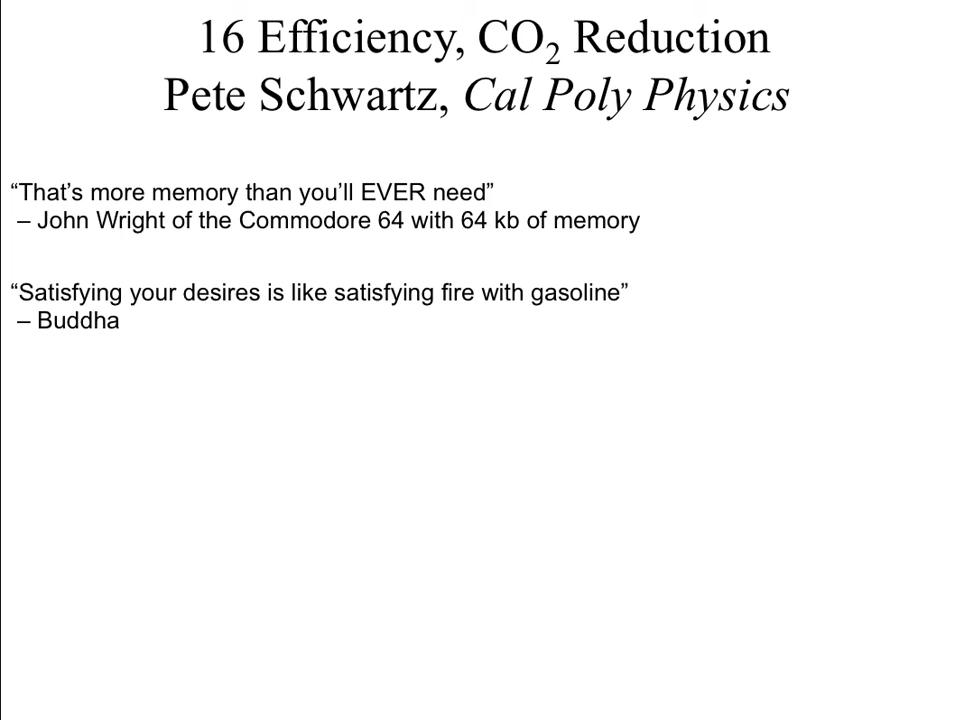 16 Efficiency, CO₂ Reduction
Pete Schwartz, Cal Poly Physics
“That’s more memory than you’ll EVER need”
– John Wright of the Commodore 64 with 64 kb of memory
“Satisfying your desires is like satisfying fire with gasoline”
– Buddha